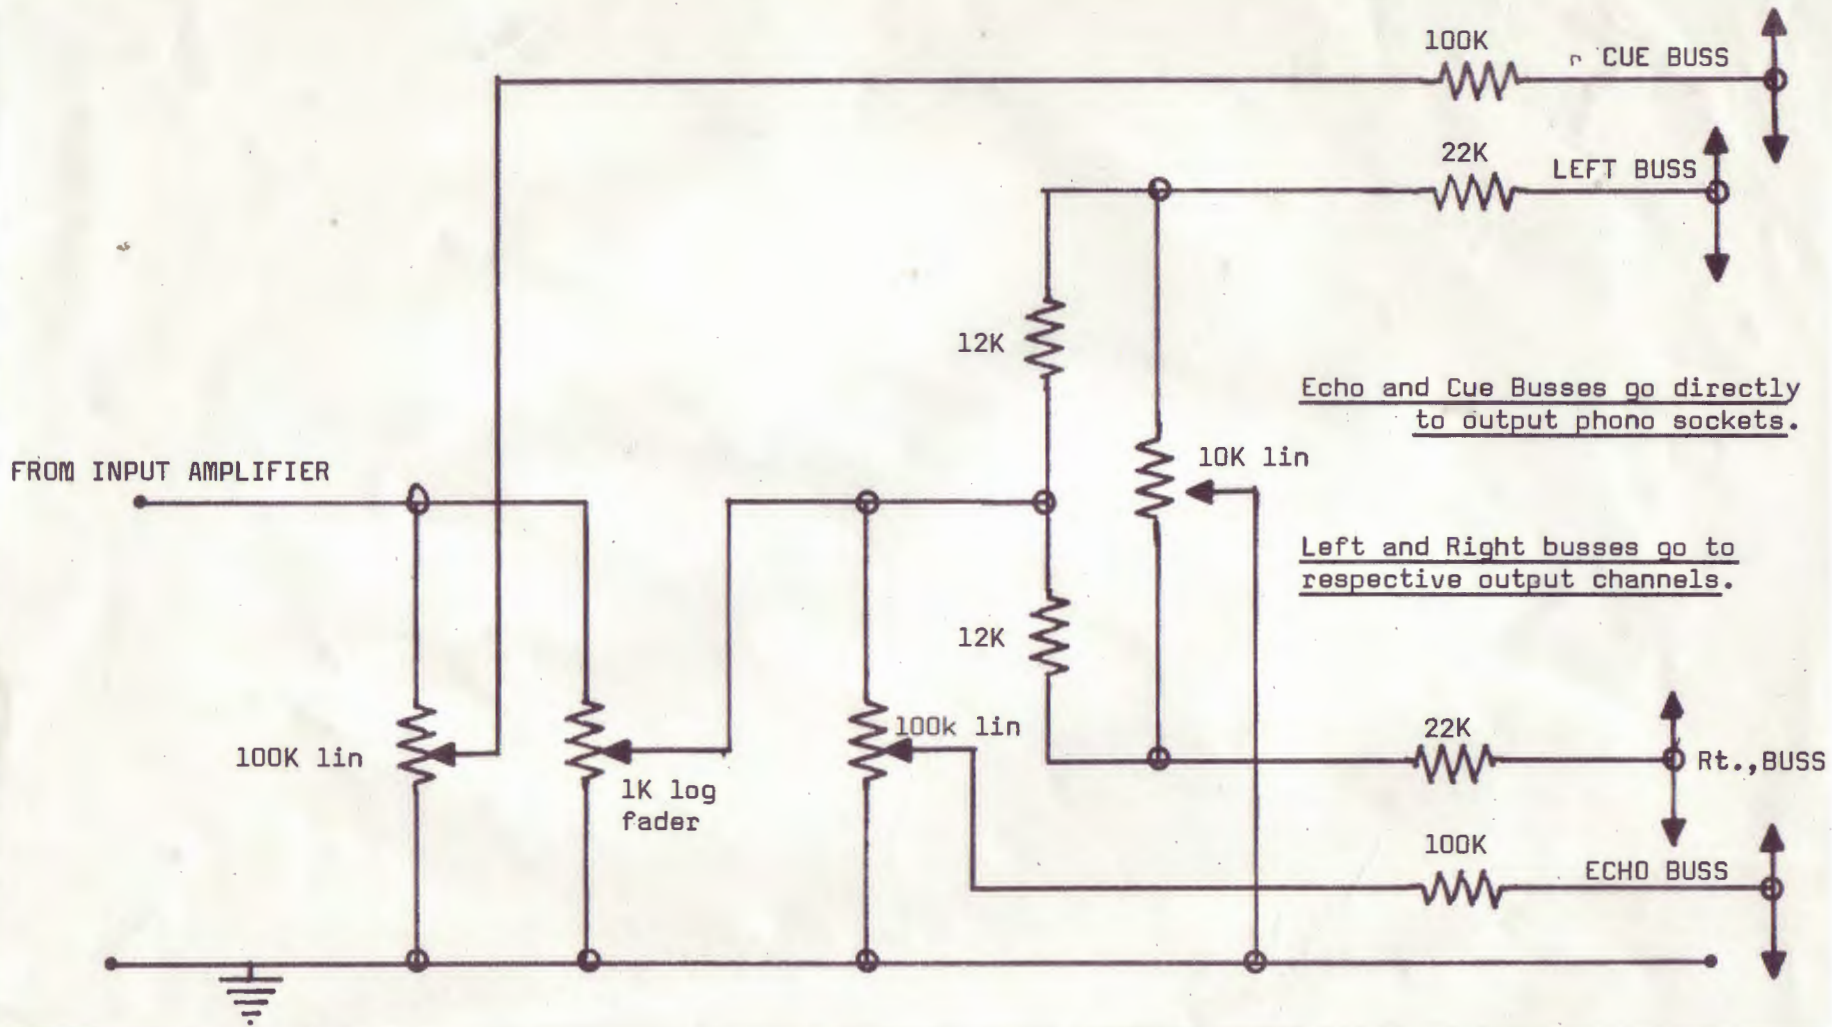 100K
CUE BUSS
22K
LEFT BUSS
12K
Echo and Cue Busses go directly
to output phono sockets.
10K lin
FROM INPUT AMPLIFIER
Left and Right busses go to
respective output channels.
12K
100k lin
22K
Rt.,BUSS
100K lin
1K log
fader
100K
ECHO BUSS